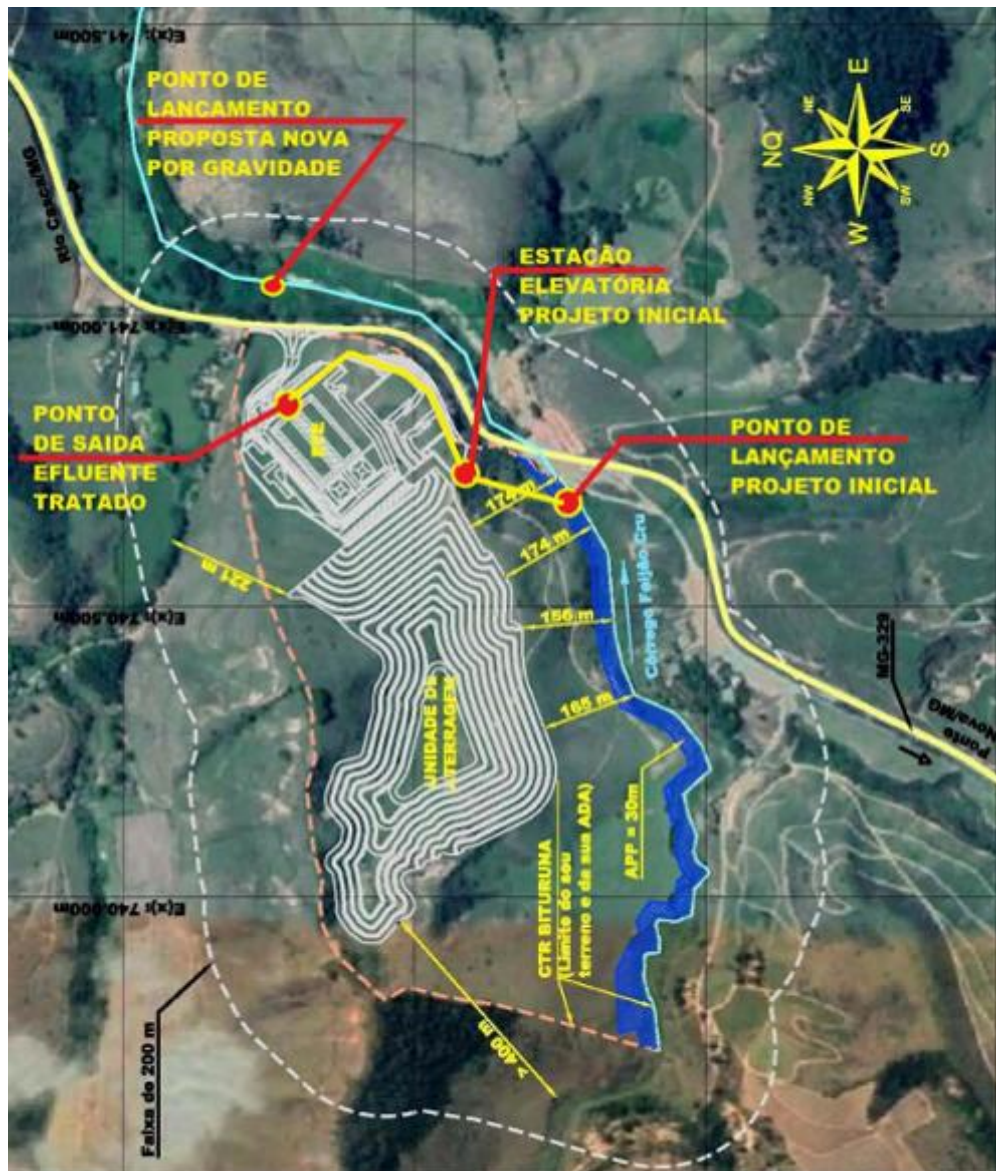 E(x): 741.500m
PONTO DE
LANÇAMENTO
PROPOSTA NOVA
POR GRAVIDADE
Rio Casca/MG
NQ
NE
E
SE
S
SW
W
NW
ESTAÇÃO
ELEVATÓRIA
PROJETO INICIAL
E(x): 741.000m
PONTO
DE SAIDA
EFLUENTE
TRATADO
PONTO DE
LANÇAMENTO
PROJETO INICIAL
174 m
174 m
221 m
156 m
Córrego Feijão Cru
E(x): 740.500m
UNIDADE DE
165 m
MG-329
Ponte
Nova/MG
APP = 30m
CTR BITURUNA
(Limite do seu
terreno e da sua ADA)
E(x): 740.000m
> 400 m
Faixa de 200 m